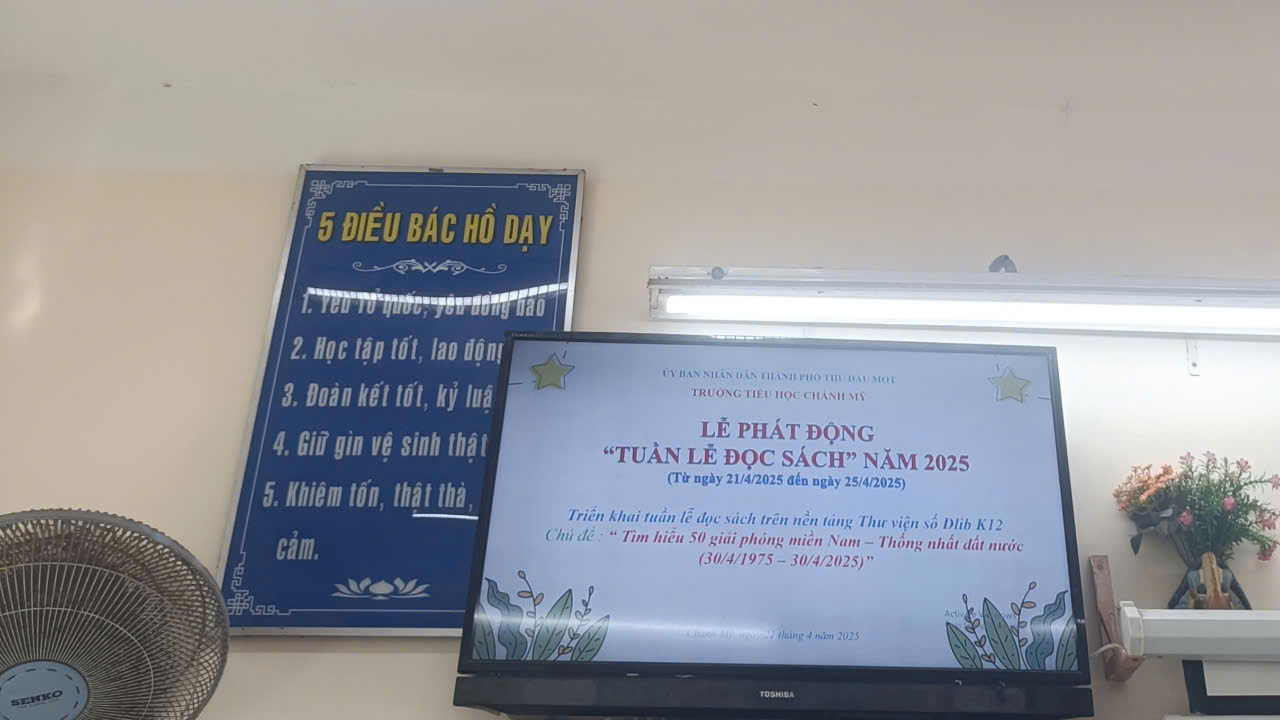 5 ĐIỀU BÁC HỒ DẠY
1. Yêu Tổ quốc, yêu đồng bào
2. Học tập tốt, lao động
3. Đoàn kết tốt, kỷ luậ
4. Giữ gìn vệ sinh thật
5. Khiêm tốn, thật thà,
cảm.
ỦY BAN NHÂN DÂN THÀNH PHỐ THỦ DẦU MỘT
TRƯỜNG TIỂU HỌC CHÁNH MỸ
LỄ PHÁT ĐỘNG
“TUẦN LỄ ĐỌC SÁCH” NĂM 2025
(Từ ngày 21/4/2025 đến ngày 25/4/2025)
Triển khai tuần lễ đọc sách trên nền tảng Thư viện số Dlib K12
Chủ đề : “ Tìm hiểu 50 giải phóng miền Nam – Thống nhất đất nước
(30/4/1975 – 30/4/2025)”
Chánh Mỹ, ngày 21 tháng 4 năm 2025
TOSHIBA
SENKO